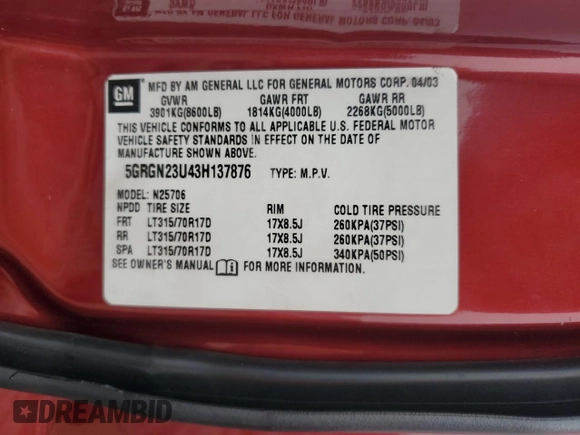 GM
MFD BY AM GENERAL LLC FOR GENERAL MOTORS CORP. 04/03
GVWR GAWR FRT GAWR RR
3901KG(8600LB) 1814KG(4000LB) 2268KG(5000LB)
THIS VEHICLE CONFORMS TO ALL APPLICABLE U.S. FEDERAL MOTOR
VEHICLE SAFETY STANDARDS IN EFFECT ON THE DATE OF
MANUFACTURE SHOWN ABOVE.
5GRGN23U43H137876 TYPE: M.P.V.
MODEL: N25706
NPDD TIRE SIZE RIM COLD TIRE PRESSURE
FRT LT315/70R17D 17X8.5J 260KPA(37PSI)
RR LT315/70R17D 17X8.5J 260KPA(37PSI)
SPA LT315/70R17D 17X8.5J 340KPA(50PSI)
SEE OWNER'S MANUAL i FOR MORE INFORMATION.
DREAMBID